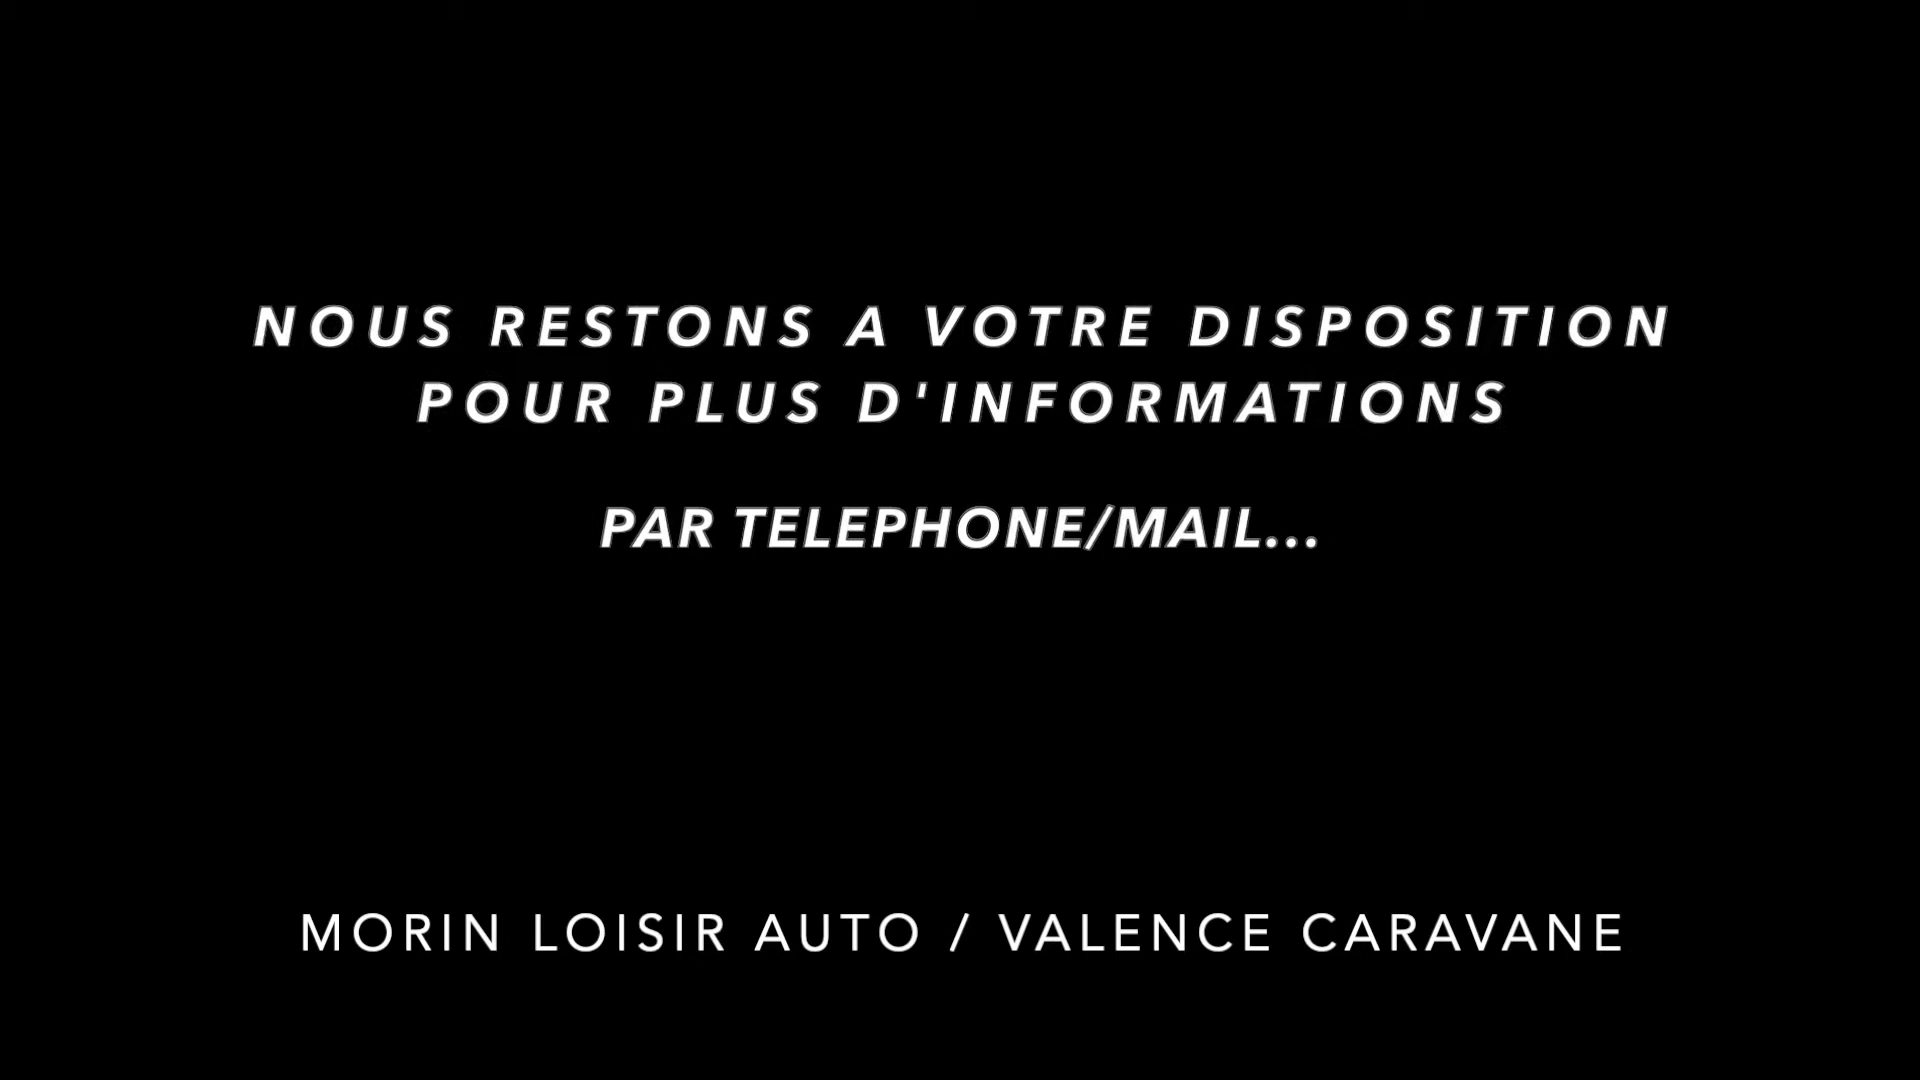 NOUS RESTONS A VOTRE DISPOSITION
POUR PLUS D'INFORMATIONS
PAR TELEPHONE/MAIL...
MORIN LOISIR AUTO / VALENCE CARAVANE